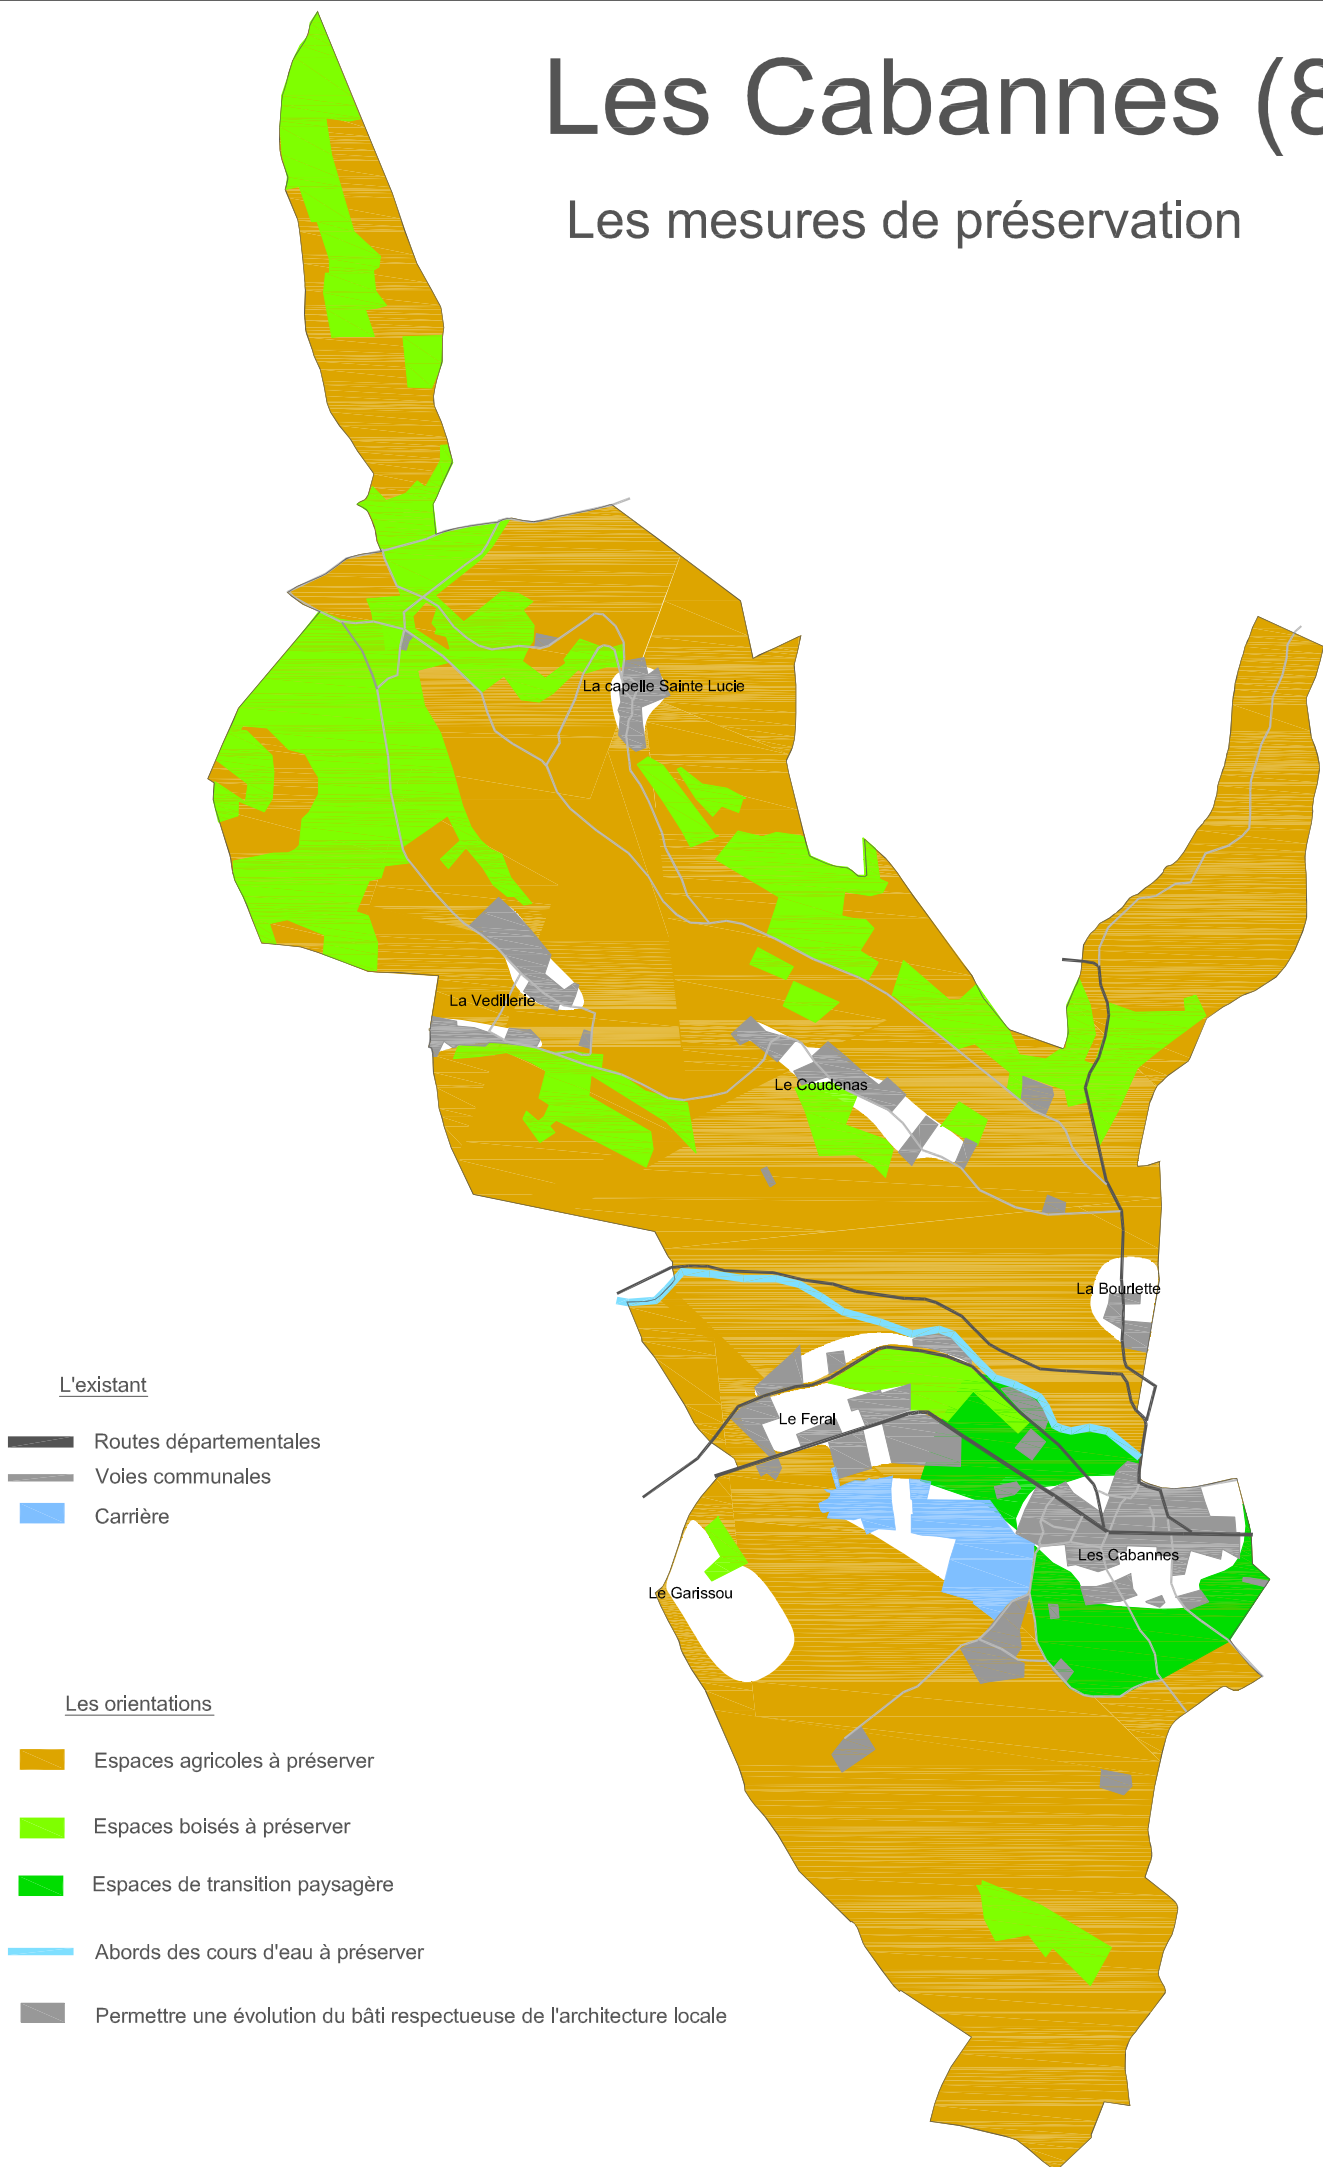 Les Cabannes (8
Les mesures de préservation
La capelle Sainte Lucie
La Vedillerie
Le Coudenas
La Bourlette
Le Feral
Les Cabannes
Le Garissou
L'existant
Routes départementales
Voies communales
Carrière
Les orientations
Espaces agricoles à préserver
Espaces boisés à préserver
Espaces de transition paysagère
Abords des cours d'eau à préserver
Permettre une évolution du bâti respectueuse de l'architecture locale